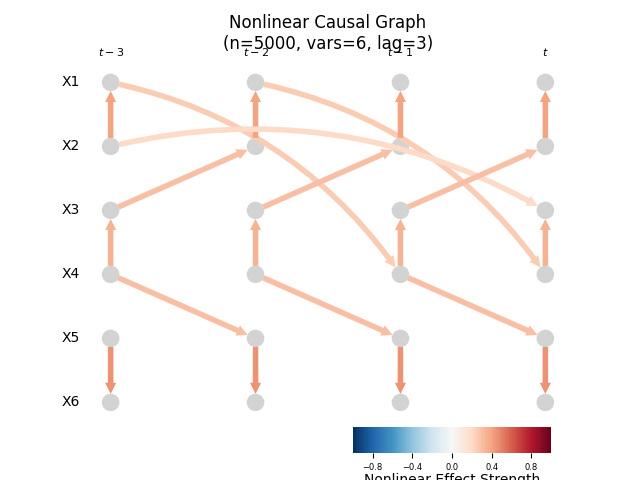 Nonlinear Causal Graph
(n=5000, vars=6, lag=3)
t − 3 t − 2 t − 1 t
X1
X2
X3
X4
X5
X6
−0.8 −0.4 0.0 0.4 0.8
Nonlinear Effect Strength